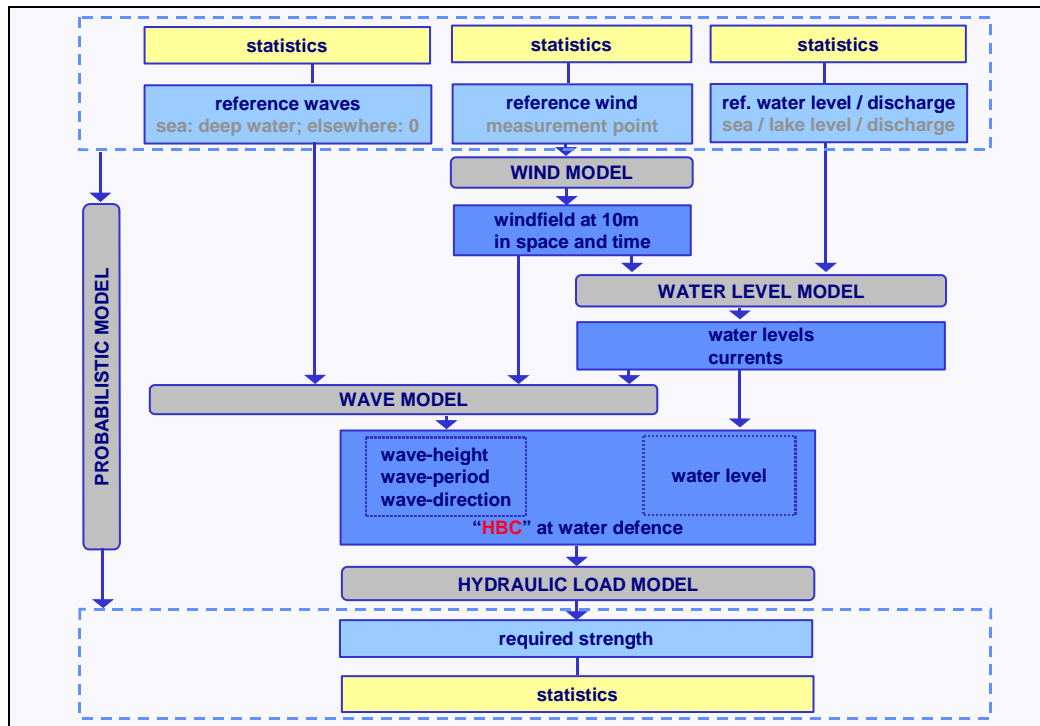 statistics
statistics
statistics
reference waves
sea: deep water; elsewhere: 0
reference wind
measurement point
ref. water level / discharge
sea / lake level / discharge
WIND MODEL
windfield at 10m
in space and time
PROBABILISTIC MODEL
WATER LEVEL MODEL
water levels
currents
WAVE MODEL
wave-height
wave-period
wave-direction
water level
“HBC” at water defence
HYDRAULIC LOAD MODEL
required strength
statistics